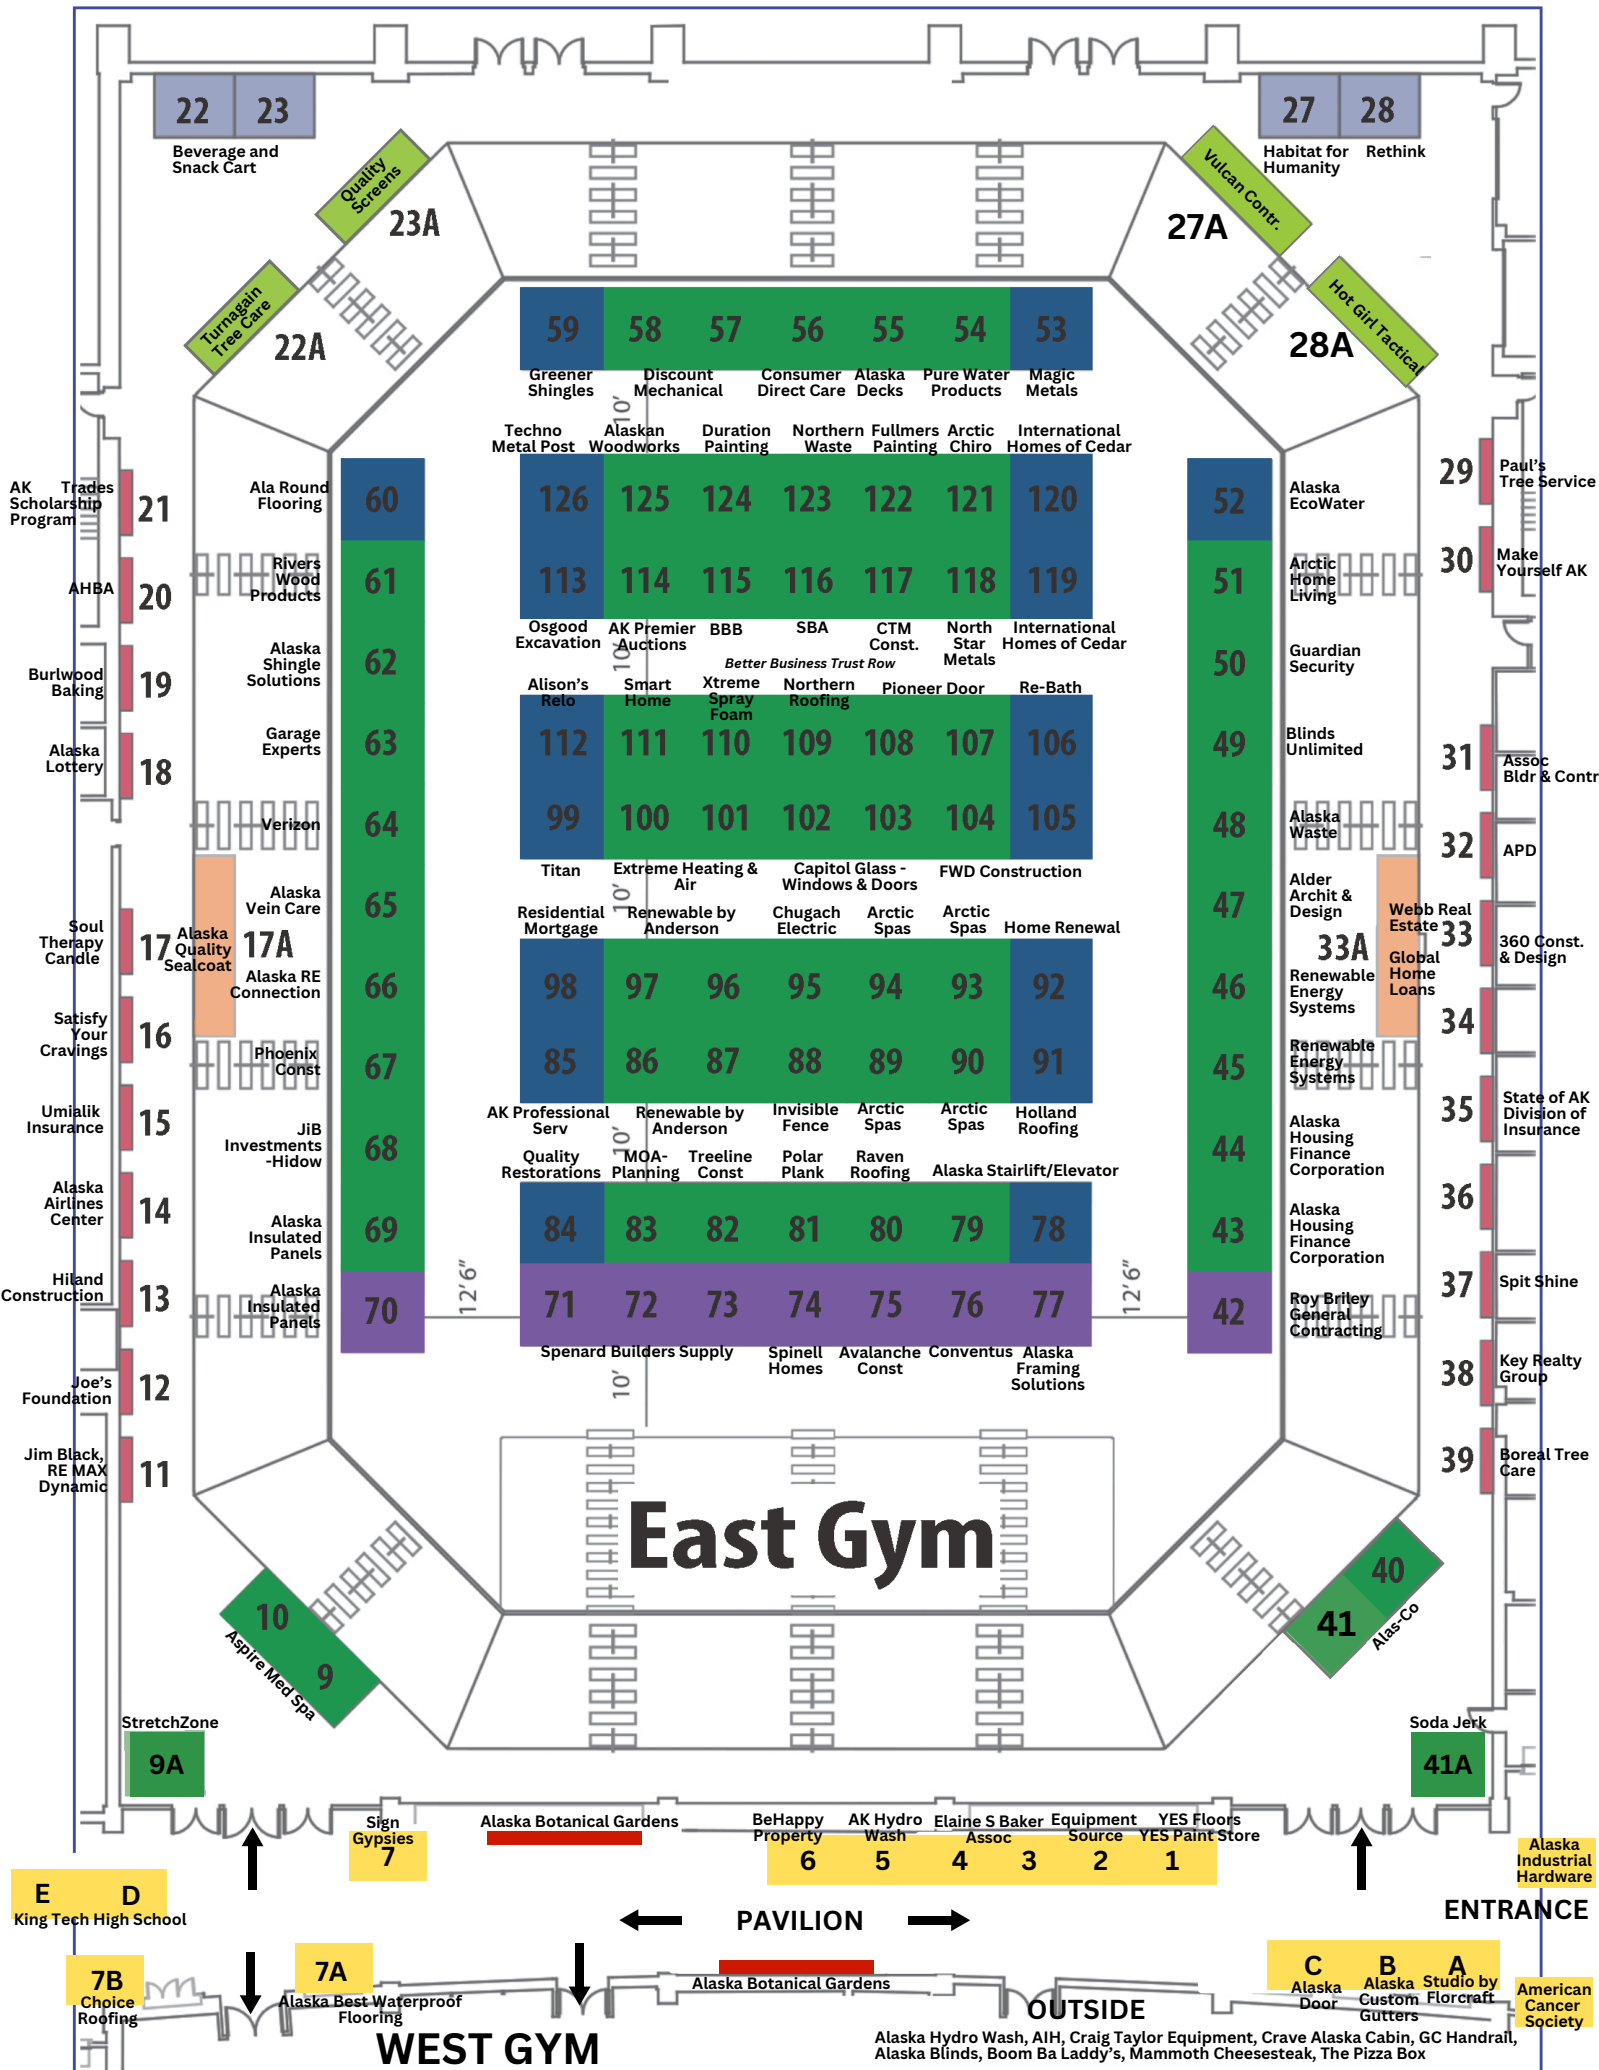 22 23
Beverage and
Snack Cart
27 28
Habitat for
Humanity
Rethink
Quality
Screens
23A
Turnagain
Tree Care
22A
Vulcan Contr.
27A
Hot Girl Tactical
28A
59 58 57 56 55 54 53
Greener
Shingles
Discount
Mechanical
Consumer
Direct Care
Alaska
Decks
Pure Water
Products
Magic
Metals
10'
Techno
Metal Post
Alaskan
Woodworks
Duration
Painting
Northern
Waste
Fullmers
Painting
Arctic
Chiro
International
Homes of Cedar
126 125 124 123 122 121 120
113 114 115 116 117 118 119
Osgood
Excavation
AK Premier
Auctions
BBB
SBA
CTM
Const.
North
Star
Metals
International
Homes of Cedar
10'
Better Business Trust Row
Alison's
Relo
Smart
Home
Xtreme
Spray
Foam
Northern
Roofing
Pioneer Door
Re-Bath
112 111 110 109 108 107 106
99 100 101 102 103 104 105
Titan
Extreme Heating &
Air
Capitol Glass -
Windows & Doors
FWD Construction
10'
Residential
Mortgage
Renewable by
Anderson
Chugach
Electric
Arctic
Spas
Arctic
Spas
Home Renewal
98 97 96 95 94 93 92
85 86 87 88 89 90 91
AK Professional
Serv
Renewable by
Anderson
Invisible
Fence
Arctic
Spas
Arctic
Spas
Holland
Roofing
10'
Quality
Restorations
MOA-
Planning
Treeline
Const
Polar
Plank
Raven
Roofing
Alaska Stairlift/Elevator
84 83 82 81 80 79 78
71 72 73 74 75 76 77
Spenard Builders Supply
Spinell
Homes
Avalanche
Const
Conventus
Alaska
Framing
Solutions
12' 6"
12' 6"
10'
AK Trades
Scholarship
Program
21
AHBA
20
Burlwood
Baking
19
Alaska
Lottery
18
Soul
Therapy
Candle
17
Alaska
Quality
Sealcoat
17A
Satisfy
Your
Cravings
16
Umialik
Insurance
15
Alaska
Airlines
Center
14
Hiland
Construction
13
Joe's
Foundation
12
Jim Black,
RE MAX
Dynamic
11
Ala Round
Flooring
60
Rivers
Wood
Products
61
Alaska
Shingle
Solutions
62
Garage
Experts
63
Verizon
64
Alaska
Vein Care
65
Alaska RE
Connection
66
Phoenix
Const
67
JiB
Investments
-Hidow
68
Alaska
Insulated
Panels
69
Alaska
Insulated
Panels
70
52
Alaska
EcoWater
51
Arctic
Home
Living
50
Guardian
Security
49
Blinds
Unlimited
48
Alaska
Waste
47
Alder
Archit &
Design
33A
46
Renewable
Energy
Systems
45
Renewable
Energy
Systems
44
Alaska
Housing
Finance
Corporation
43
Alaska
Housing
Finance
Corporation
42
Roy Briley
General
Contracting
Webb Real
Estate
Global
Home
Loans
29
Paul's
Tree Service
30
Make
Yourself AK
31
Assoc
Bldr & Contr
32
APD
33
360 Const.
& Design
34
35
State of AK
Division of
Insurance
36
37
Spit Shine
38
Key Realty
Group
39
Boreal Tree
Care
East Gym
10
9
Aspire Med Spa
40
41
Alas-Co
StretchZone
9A
Soda Jerk
41A
Sign
Gypsies
7
Alaska Botanical Gardens
BeHappy
Property
AK Hydro
Wash
Elaine S Baker
Assoc
Equipment
Source
YES Floors
YES Paint Store
6 5 4 3 2 1
Alaska
Industrial
Hardware
E D
King Tech High School
PAVILION
ENTRANCE
7B
Choice
Roofing
7A
Alaska Best Waterproof
Flooring
Alaska Botanical Gardens
C B A
Alaska
Door
Alaska
Custom
Gutters
Studio by
Florcraft
American
Cancer
Society
WEST GYM
OUTSIDE
Alaska Hydro Wash, AIH, Craig Taylor Equipment, Crave Alaska Cabin, GC Handrail,
Alaska Blinds, Boom Ba Laddy's, Mammoth Cheesesteak, The Pizza Box